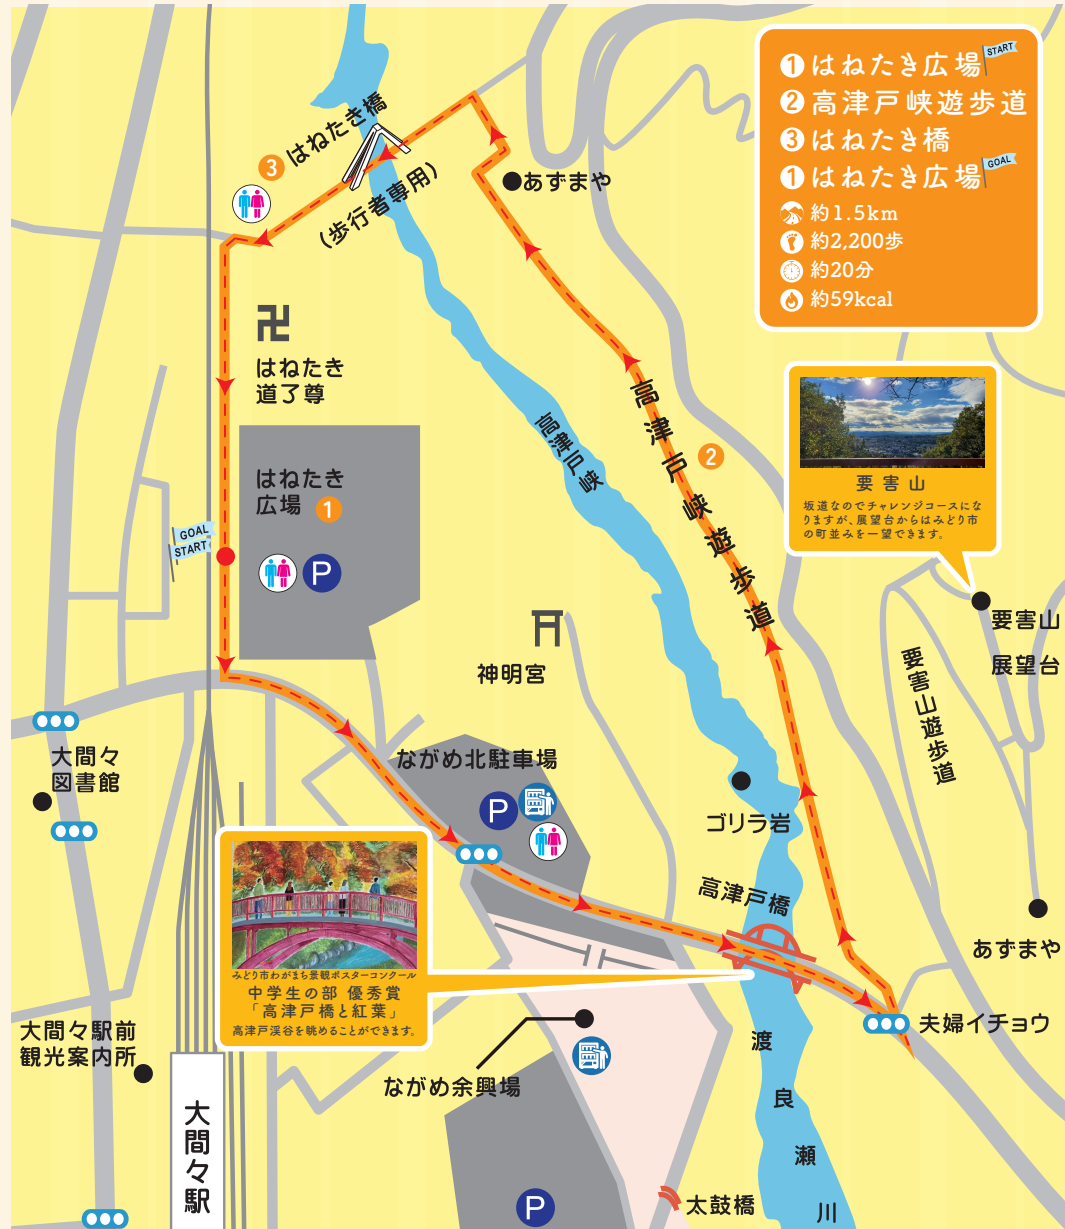 ❶はねたき広場 START
❷高津戸峡遊歩道
❸はねたき橋
❶はねたき広場 GOAL
約1.5km
約2,200歩
約20分
約59kcal
❸はねたき橋
(歩行者専用)
あずまや
はねたき
道了尊
高津戸峡
高津戸峡遊歩道 ❷
要害山
坂道なのでチャレンジコースにな
りますが、展望台からはみどり市
の町並みを一望できます。
はねたき
広場 ❶
GOAL
START
P
要害山
展望台
要害山遊歩道
神明宮
大間々
図書館
ながめ北駐車場
P
ゴリラ岩
高津戸橋
あずまや
みどり市わがまち景観ポスターコンクール
中学生の部 優秀賞
「高津戸橋と紅葉」
高津戸渓谷を眺めることができます。
夫婦イチョウ
大間々駅前
観光案内所
ながめ余興場
渡良瀬川
大間々駅
太鼓橋
P